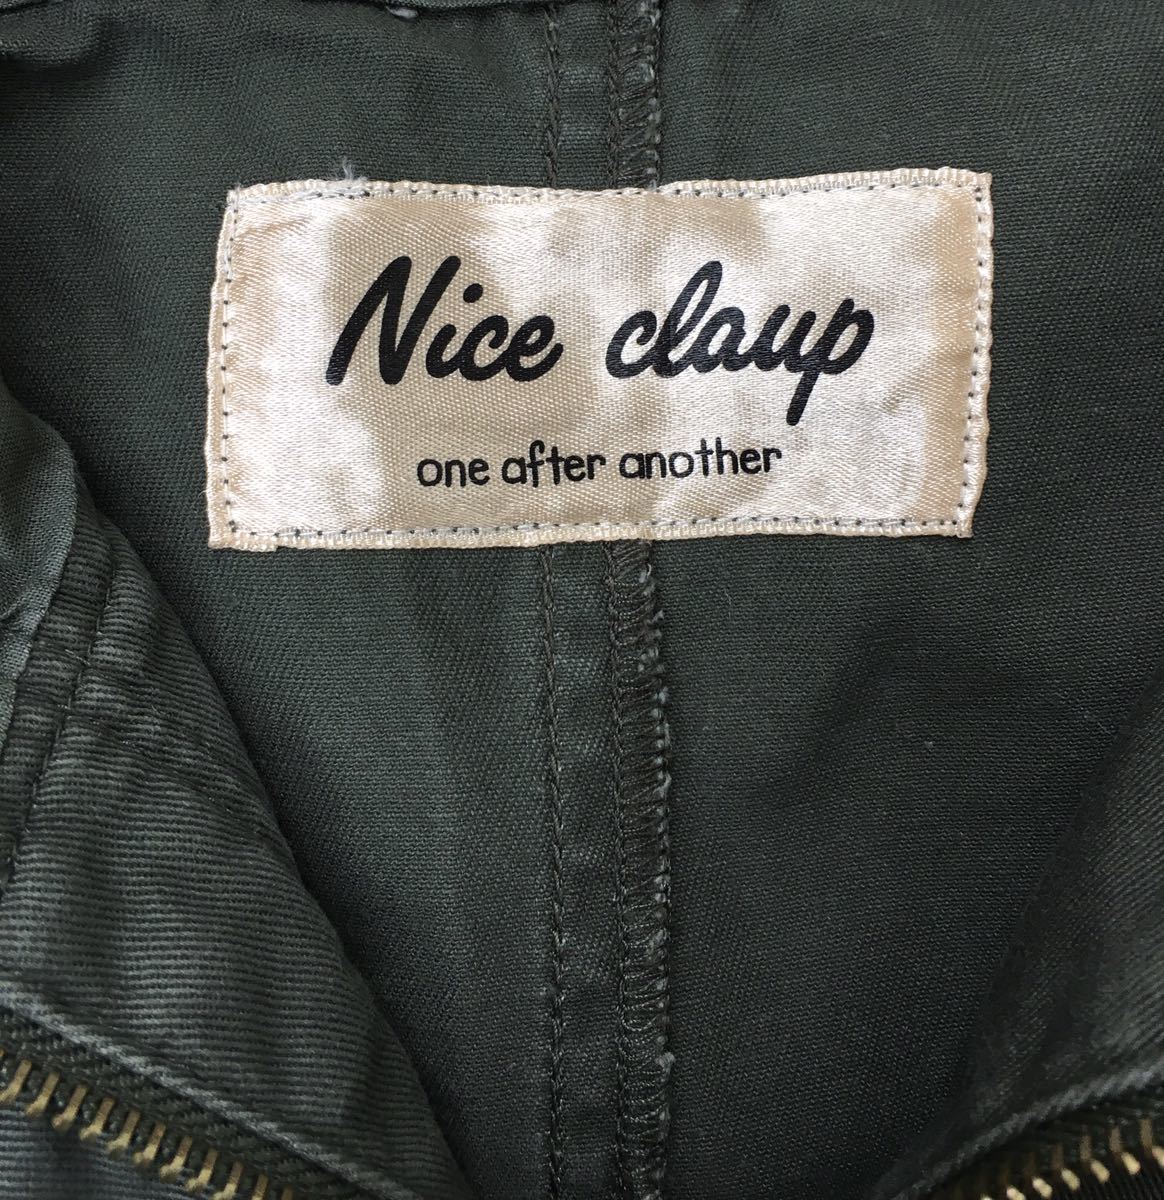 Nice claup
one after another